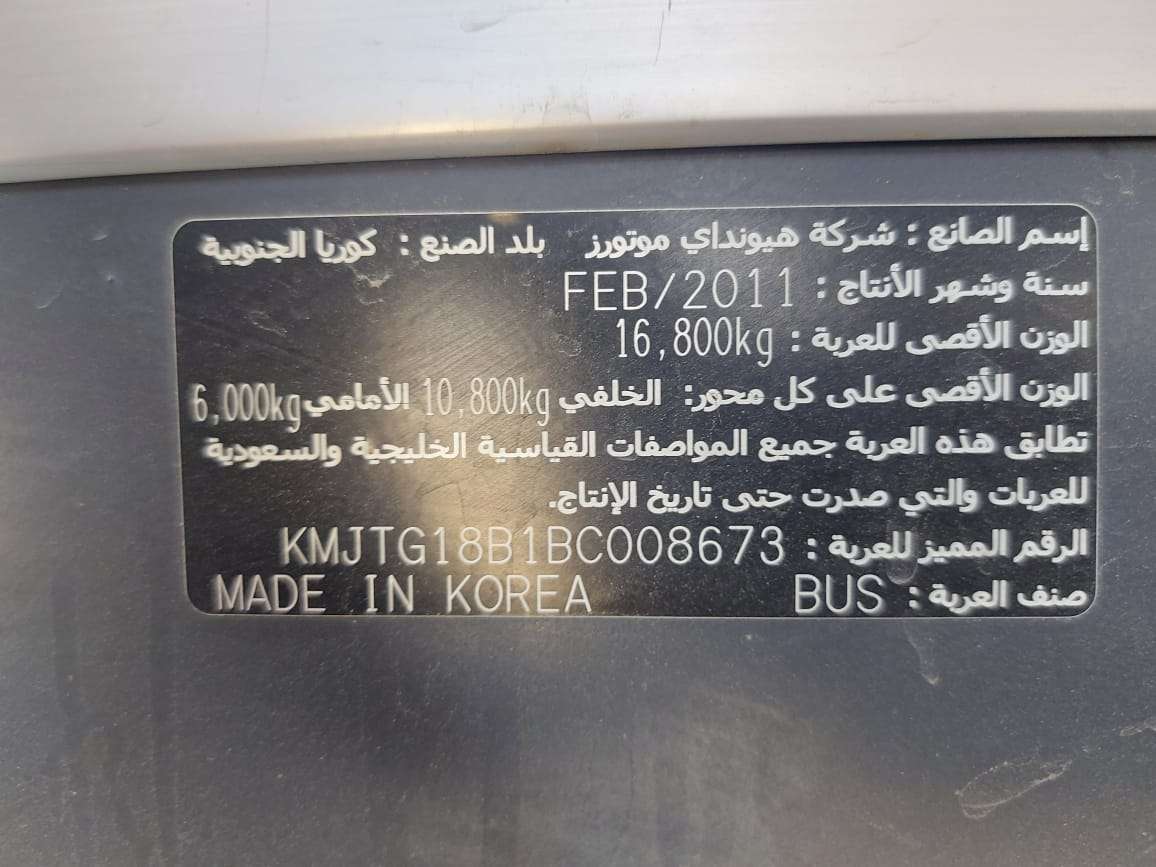 إسم الصانع : شركة هيونداي موتورز بلد الصنع : كوريا الجنوبية
سنة وشهر الأنتاج : FEB/2011
الوزن الأقصى للعربة : 16,800kg
الوزن الأقصى على كل محور: الخلفي 10,800kg الأمامي 6,000kg
تطابق هذه العربة جميع المواصفات القياسية الخليجية والسعودية
للعربات والتي صدرت حتى تاريخ الإنتاج.
الرقم المميز للعربة : KMJTG18B1BC008673
صنف العربة : BUS MADE IN KOREA